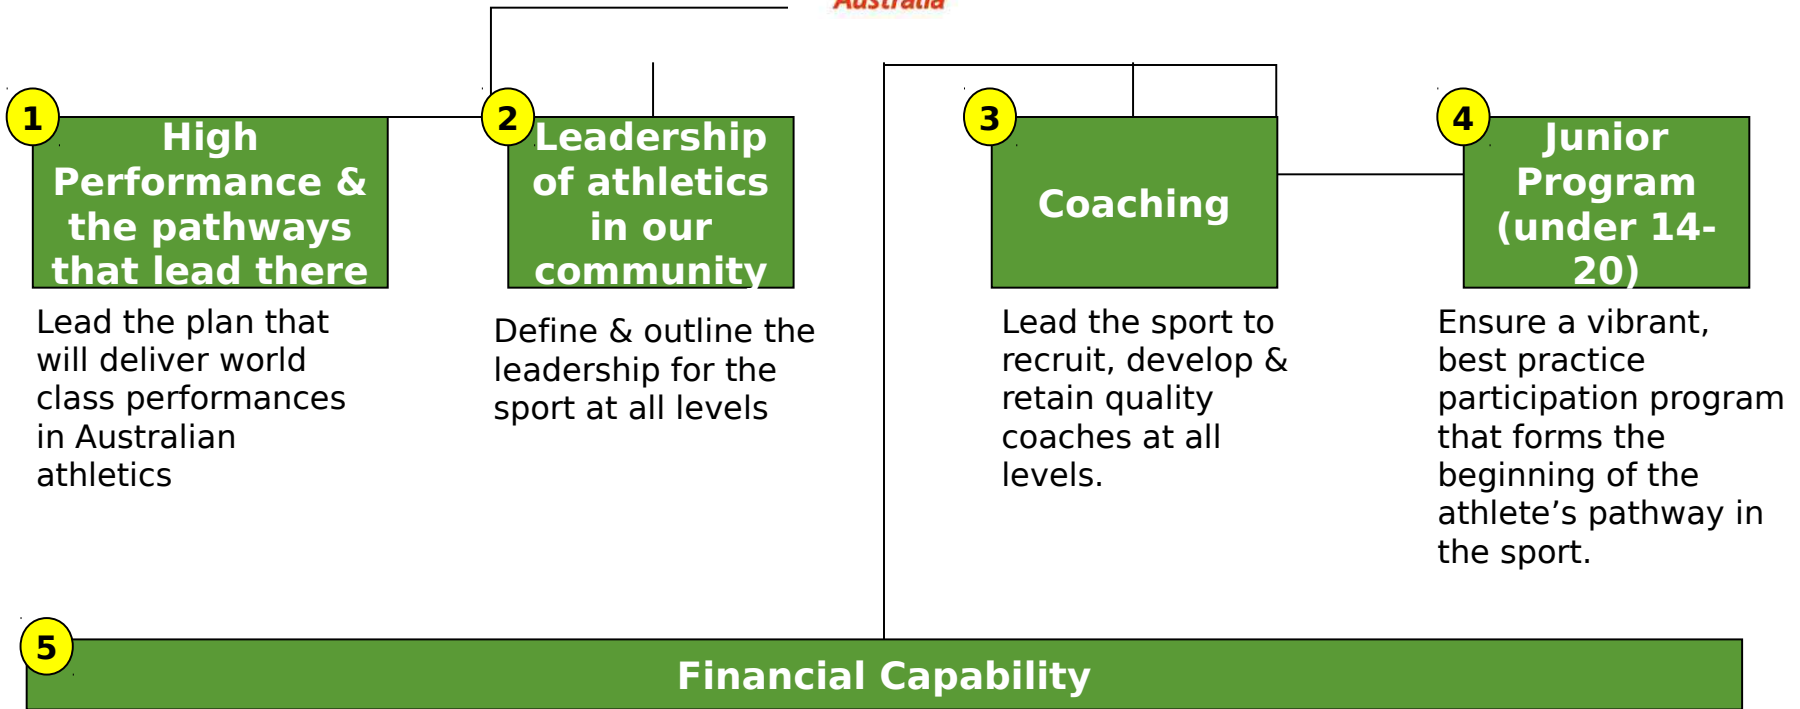 Australia
1
High
Performance &
the pathways
that lead there
Lead the plan that
will deliver world
class performances
in Australian
athletics
2
Leadership
of athletics
in our
community
Define & outline the
leadership for the
sport at all levels
3
Coaching
Lead the sport to
recruit, develop &
retain quality
coaches at all
levels.
4
Junior
Program
(under 14-
20)
Ensure a vibrant,
best practice
participation program
that forms the
beginning of the
athlete’s pathway in
the sport.
5
Financial Capability